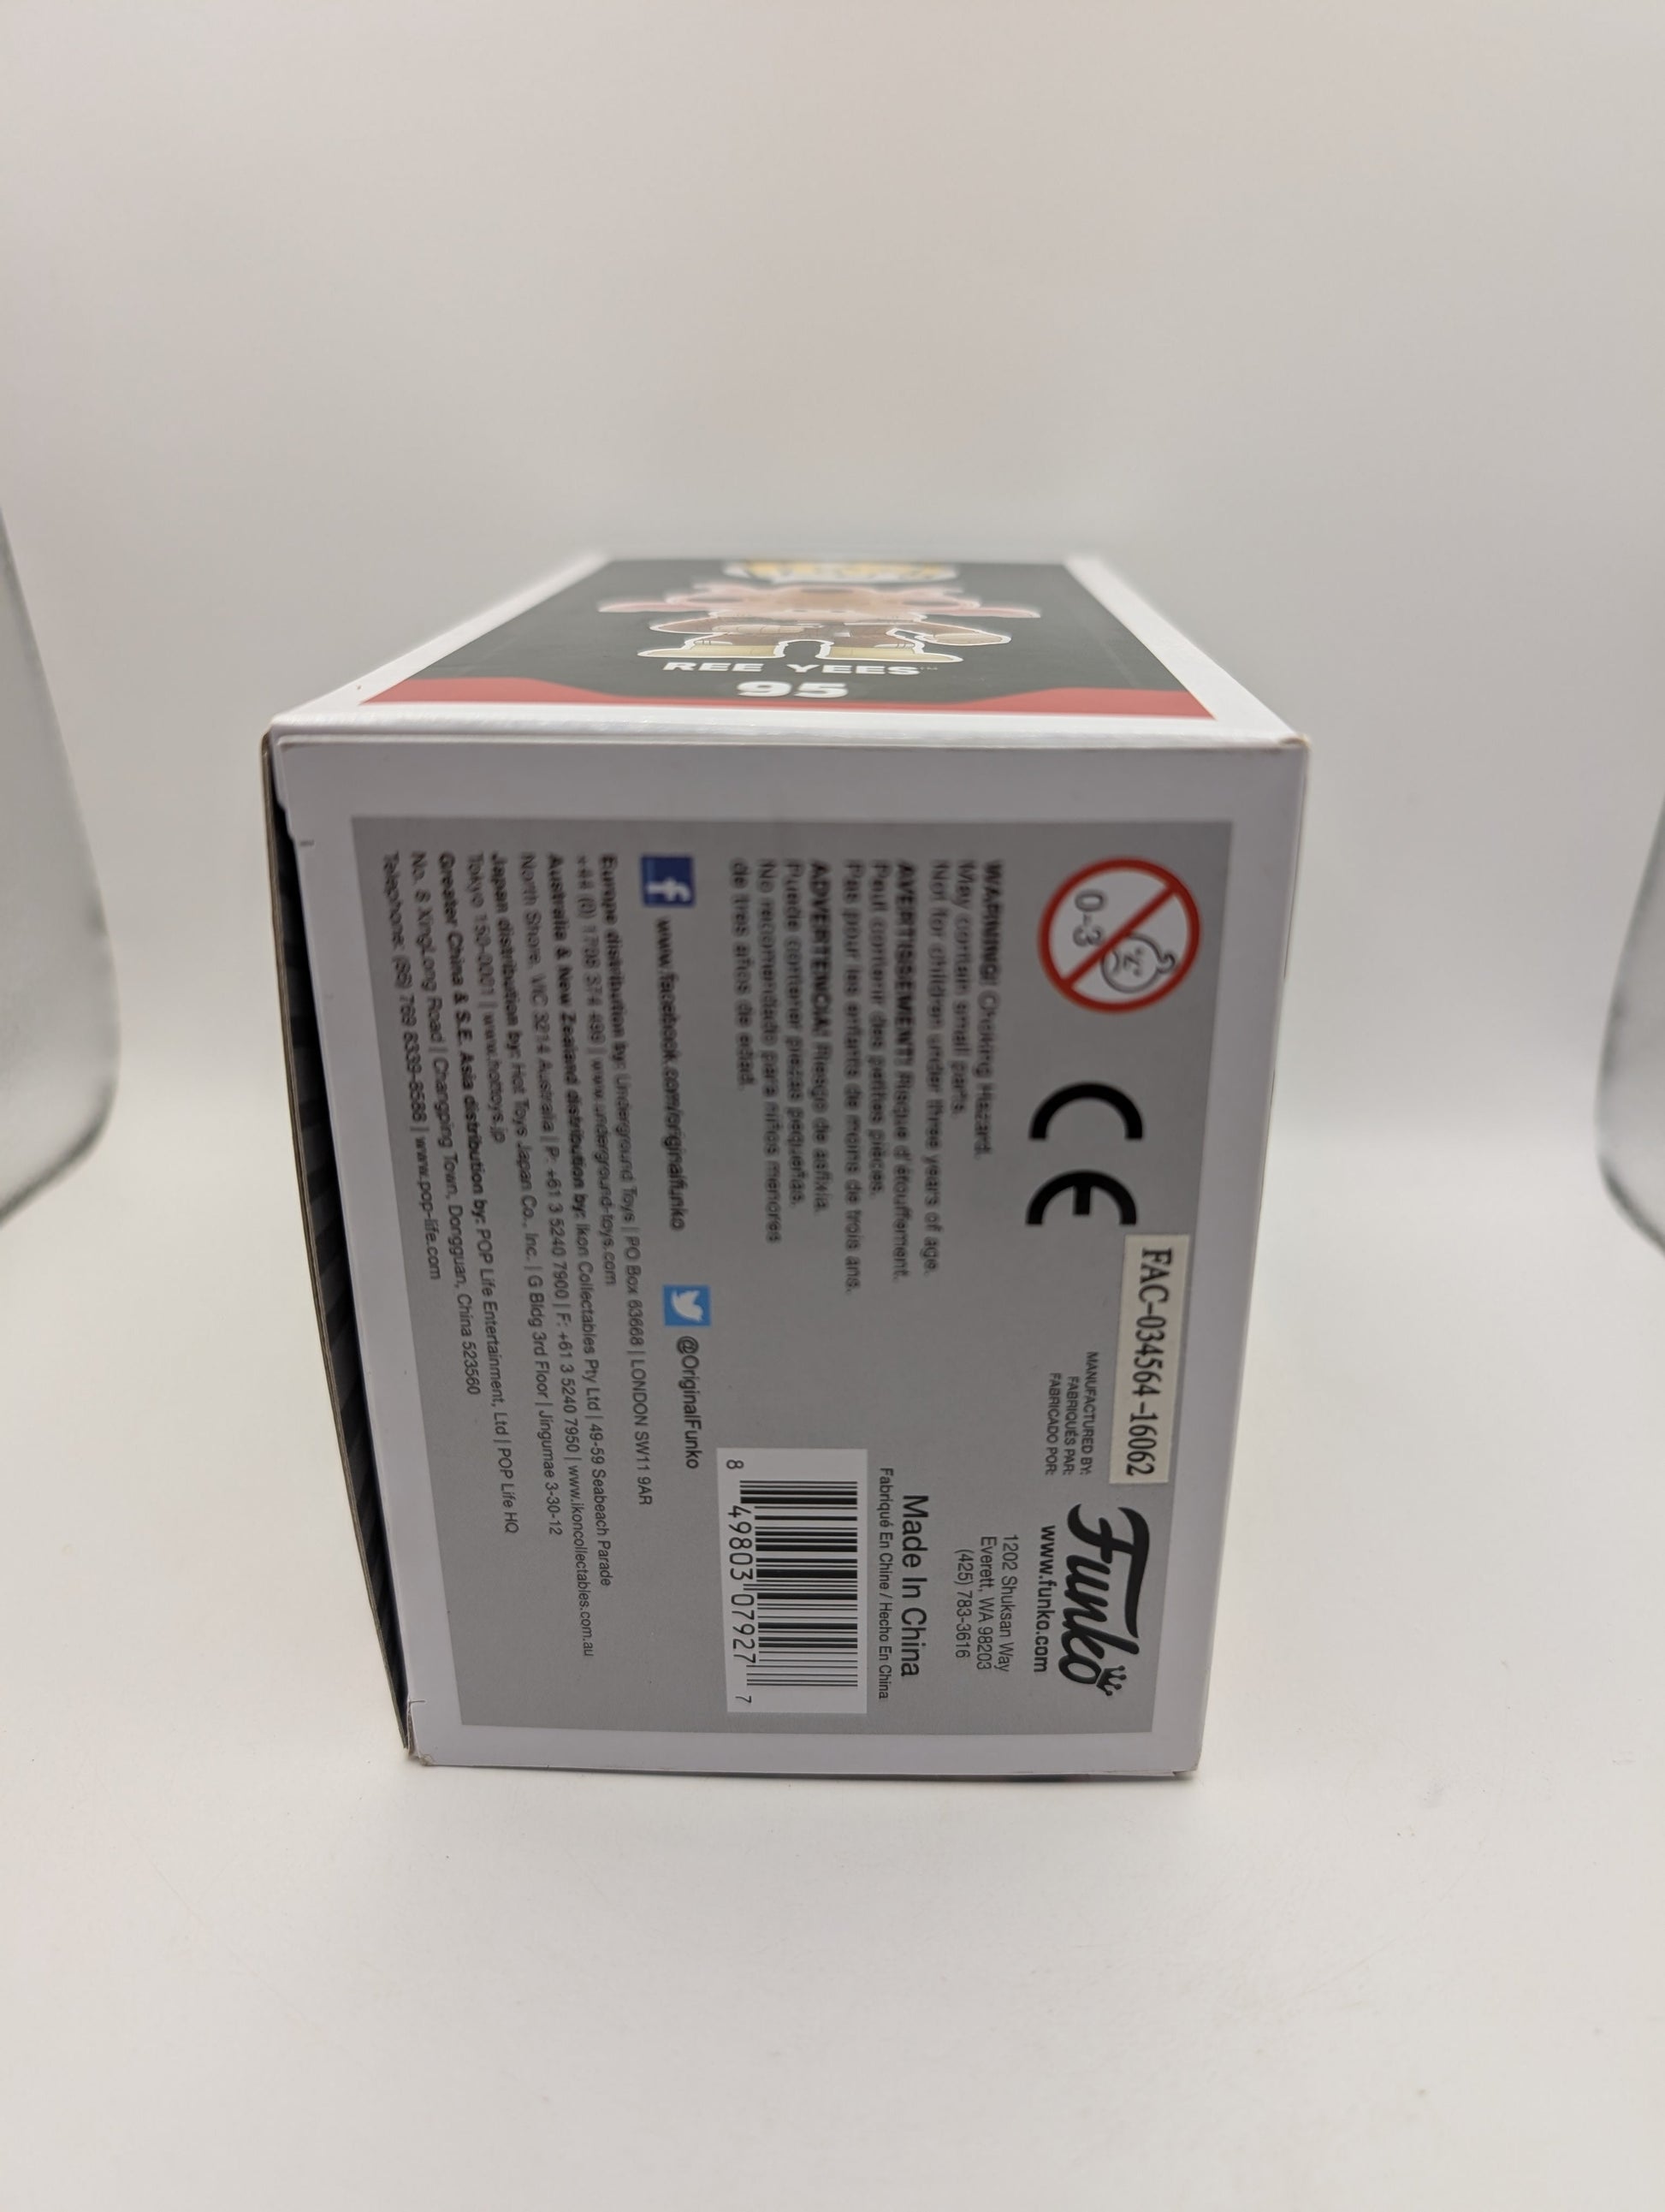 REE YEES™
95
0-3
CE
FAC-034564-16062
MANUFACTURED BY:
FABRIQUÉS PAR:
FABRICADO POR:
Funko
www.funko.com
1202 Shuksan Way
Everett, WA 98203
(425) 783-3616
WARNING! Choking Hazard.
May contain small parts.
Not for children under three years of age.
AVERTISSEMENT! Risque d'étouffement.
Peut contenir des petites pièces.
Pas pour les enfants de moins de trois ans.
ADVERTENCIA! Riesgo de asfixia.
Puede contener piezas pequeñas.
No recomendado para niños menores
de tres años de edad.
Made In China
Fabriqué En Chine / Hecho En China
8 49803 07927 7
www.facebook.com/originalfunko
@OriginalFunko
Europe distribution by: Underground Toys | PO Box 63668 | LONDON SW11 9AR
+44 (0) 1708 374 499 | www.underground-toys.com
Australia & New Zealand distribution by: Ikon Collectables Pty Ltd | 49-59 Seabeach Parade
North Shore, VIC 3214 Australia | P: +61 3 5240 7900 | F: +61 3 5240 7950 | www.ikoncollectables.com.au
Japan distribution by: Hot Toys Japan Co., Inc. | G Bldg 3rd Floor | Jingumae 3-30-12
Tokyo 150-0001 | www.hottoys.jp
Greater China & S.E. Asia distribution by: POP Life Entertainment, Ltd | POP Life HQ
No. 8 XingLong Road | Changping Town, Dongguan, China 523560
Telephone: (86) 769 8339-8588 | www.pop-life.com